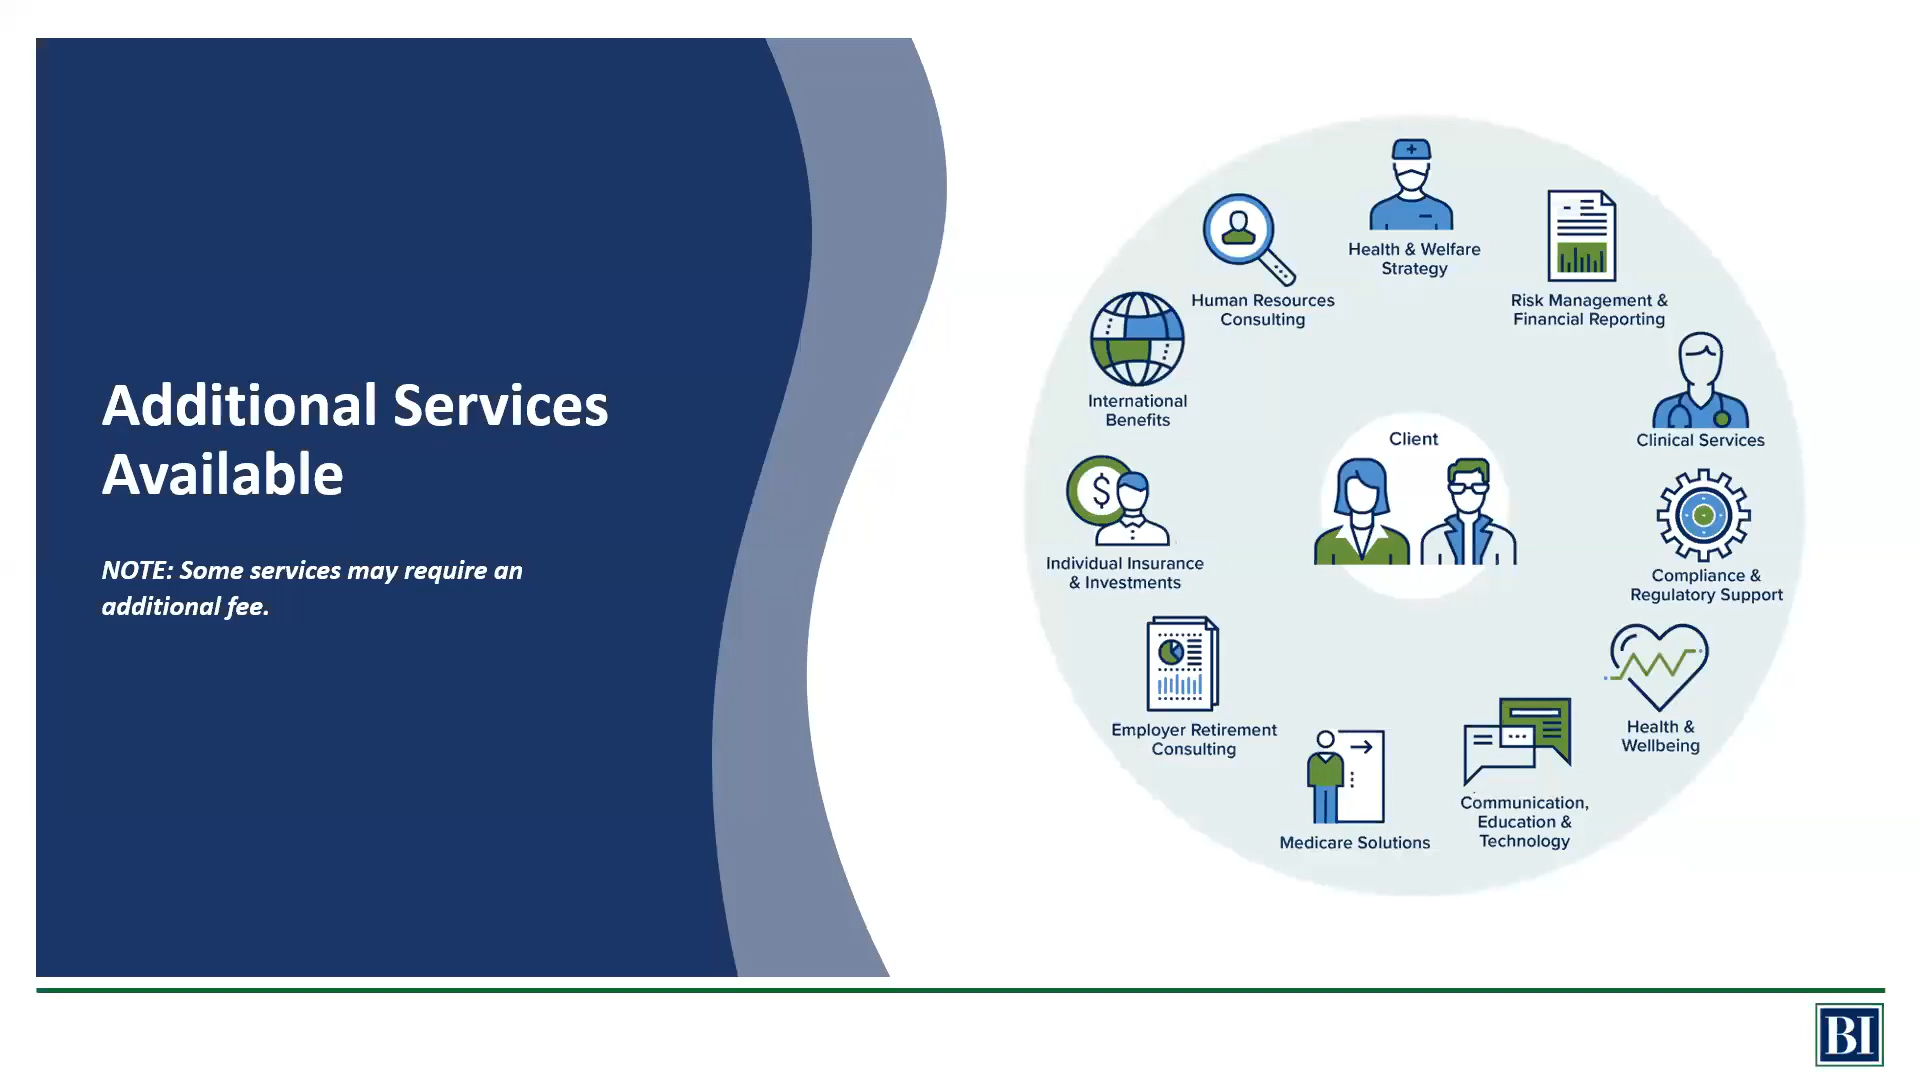 Additional Services
Available
NOTE: Some services may require an
additional fee.
Health & Welfare
Strategy
Risk Management &
Financial Reporting
Clinical Services
Compliance &
Regulatory Support
Health &
Wellbeing
Communication,
Education &
Technology
Medicare Solutions
Employer Retirement
Consulting
Individual Insurance
& Investments
$
International
Benefits
Human Resources
Consulting
Client
BI